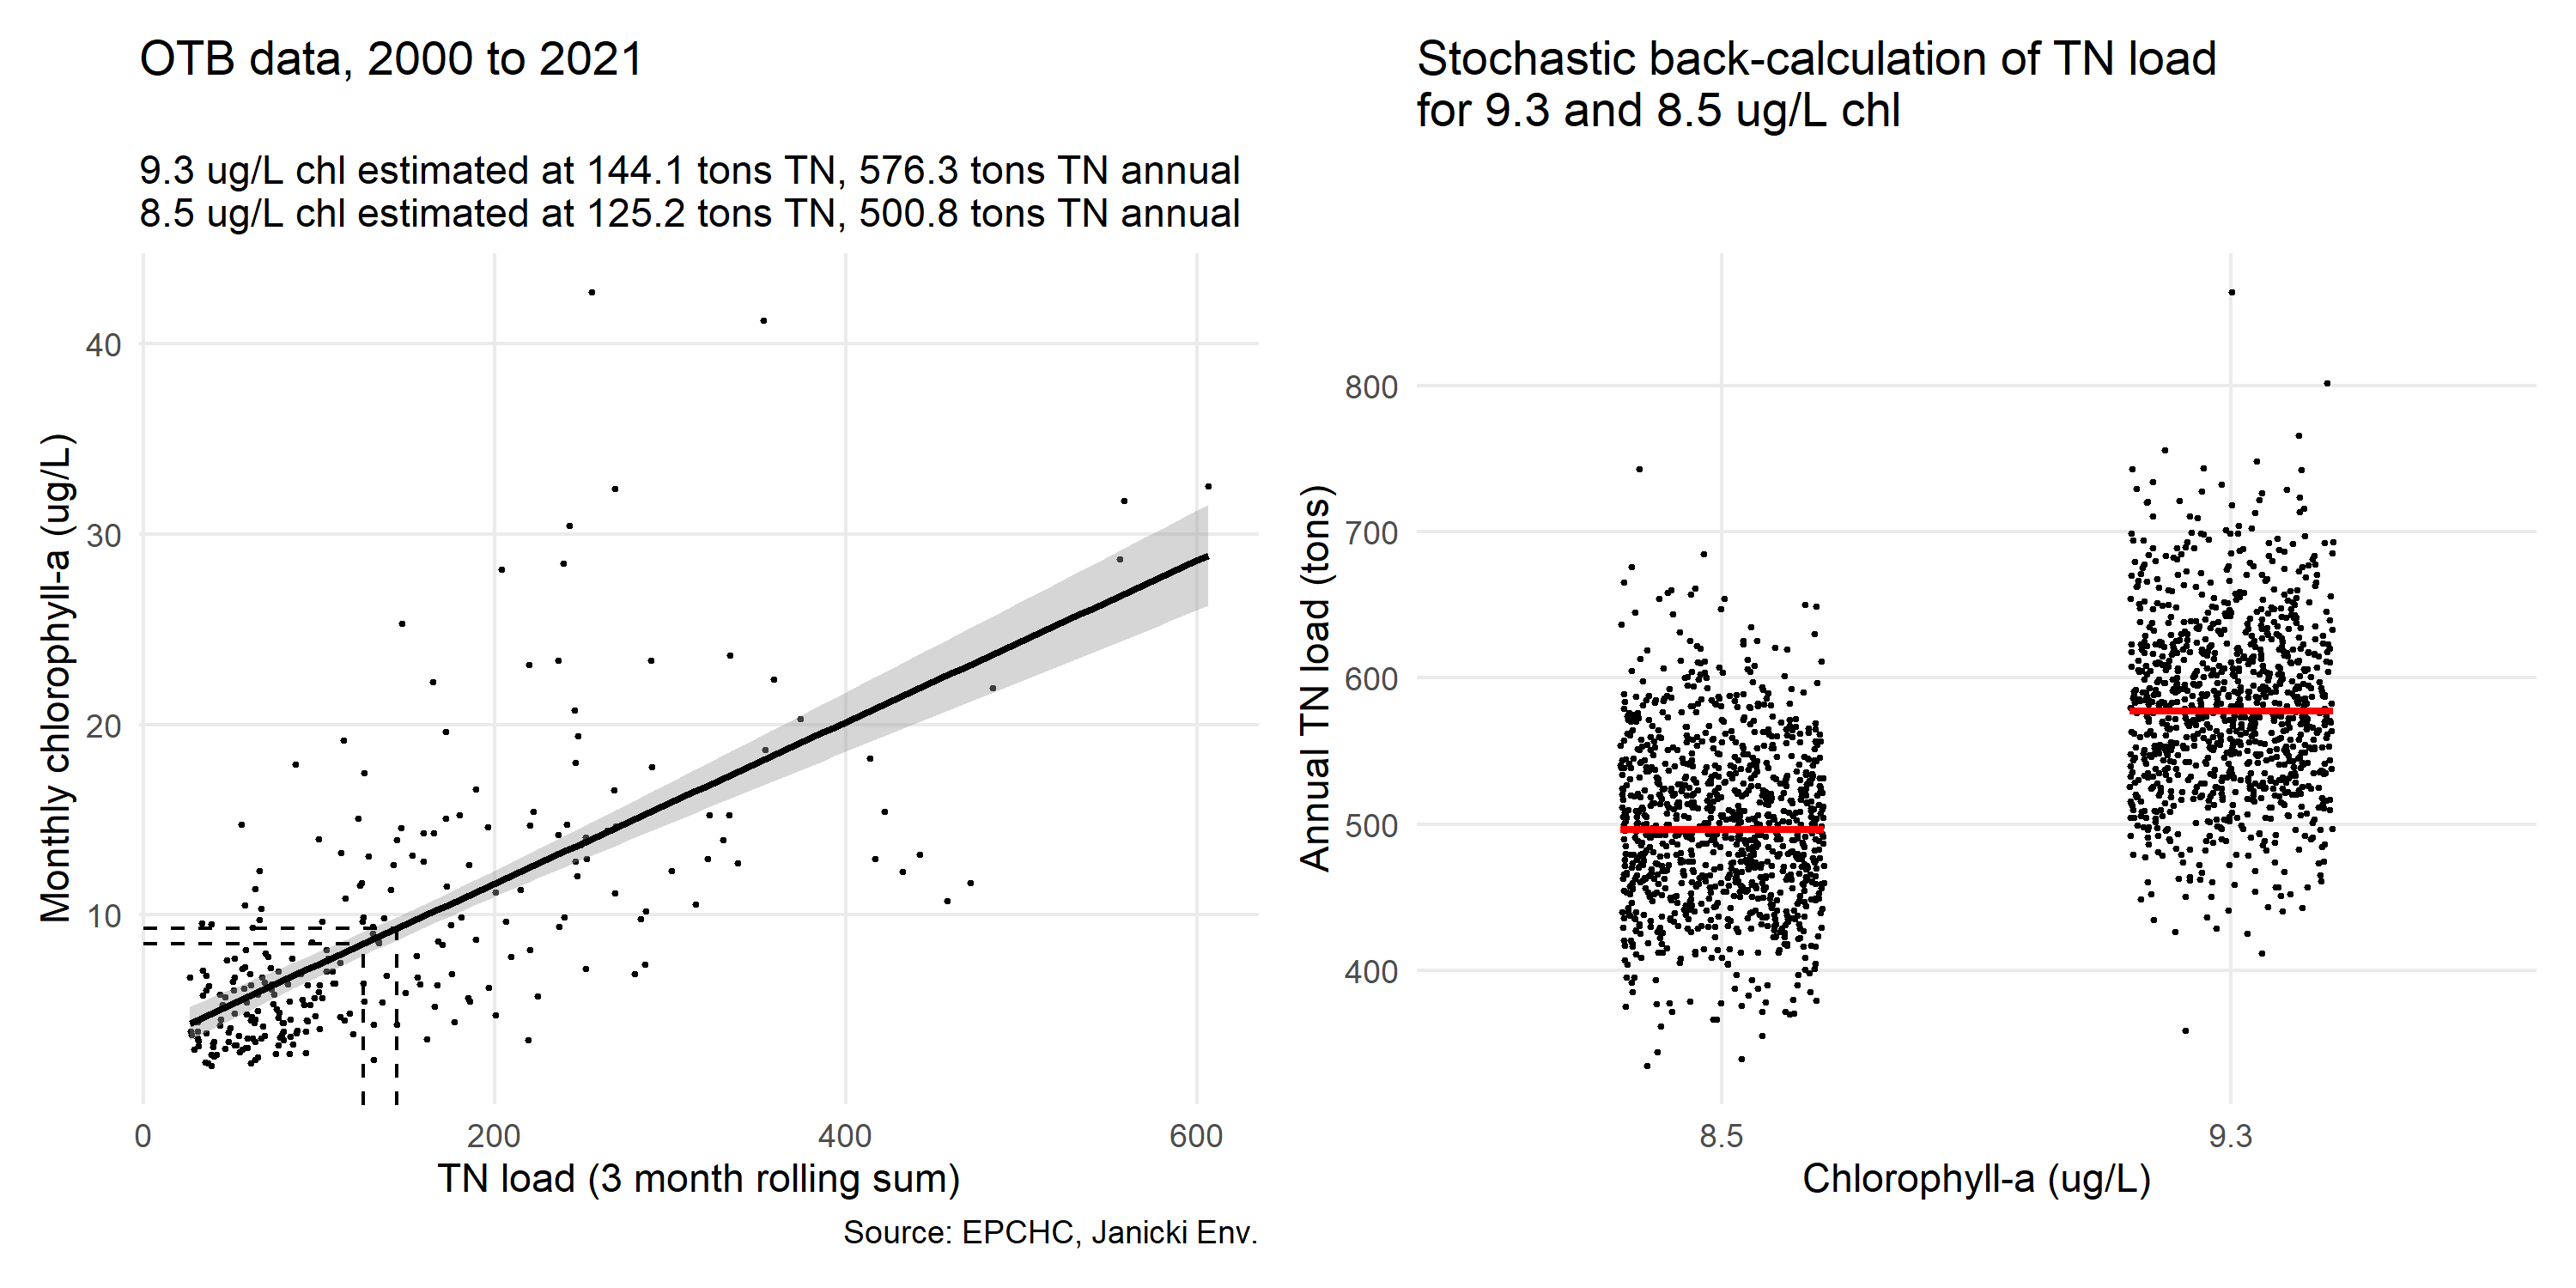 OTB data, 2000 to 2021
9.3 ug/L chl estimated at 144.1 tons TN, 576.3 tons TN annual
8.5 ug/L chl estimated at 125.2 tons TN, 500.8 tons TN annual
Monthly chlorophyll-a (ug/L)
40
30
20
10
0
200
400
600
TN load (3 month rolling sum)
Source: EPCHC, Janicki Env.
Stochastic back-calculation of TN load
for 9.3 and 8.5 ug/L chl
Annual TN load (tons)
800
700
600
500
400
8.5
9.3
Chlorophyll-a (ug/L)